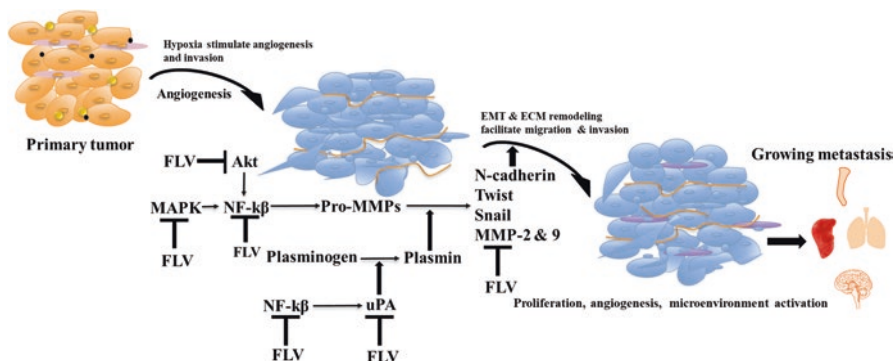 Hypoxia stimulate angiogenesis
and invasion
Angiogenesis
Primary tumor
EMT & ECM remodeling
facilitate migration & invasion
Growing metastasis
FLV
Akt
N-cadherin
Twist
Snail
MMP-2 & 9
MAPK
NF-kβ
Pro-MMPs
FLV
FLV
Plasminogen
Plasmin
FLV
Proliferation, angiogenesis, microenvironment activation
NF-kβ
uPA
FLV
FLV